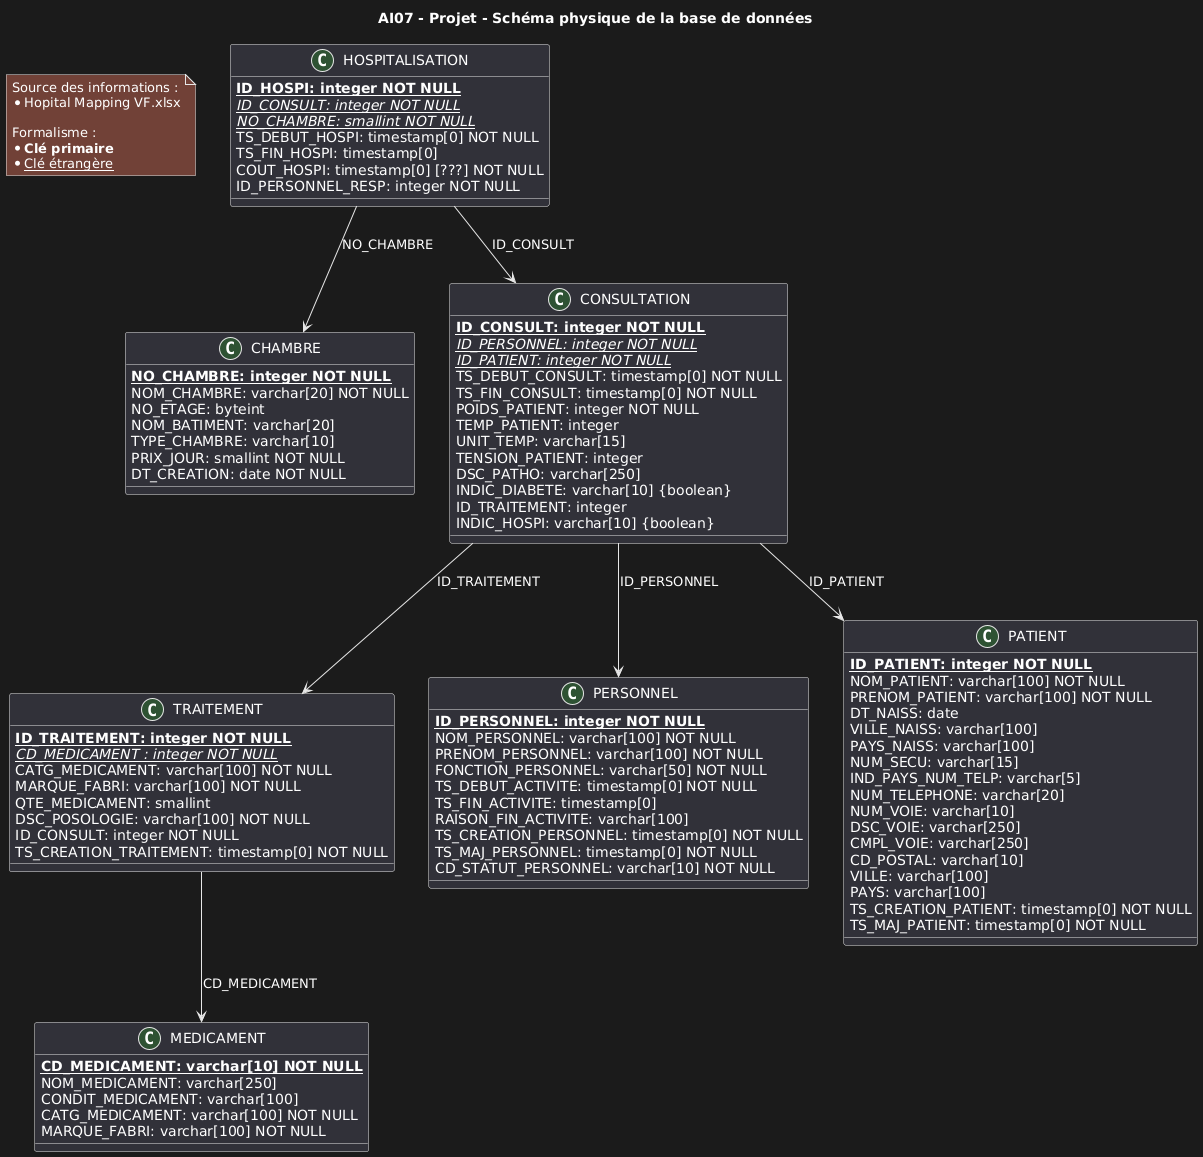 AI07 - Projet - Schéma physique de la base de données
Source des informations :
• Hopital Mapping VF.xlsx
Formalisme :
• Clé primaire
• Clé étrangère
C HOSPITALISATION
ID_HOSPI: integer NOT NULL
ID_CONSULT: integer NOT NULL
NO_CHAMBRE: smallint NOT NULL
TS_DEBUT_HOSPI: timestamp[0] NOT NULL
TS_FIN_HOSPI: timestamp[0]
COUT_HOSPI: timestamp[0] [???] NOT NULL
ID_PERSONNEL_RESP: integer NOT NULL
NO_CHAMBRE
ID_CONSULT
C CHAMBRE
NO_CHAMBRE: integer NOT NULL
NOM_CHAMBRE: varchar[20] NOT NULL
NO_ETAGE: byteint
NOM_BATIMENT: varchar[20]
TYPE_CHAMBRE: varchar[10]
PRIX_JOUR: smallint NOT NULL
DT_CREATION: date NOT NULL
C CONSULTATION
ID_CONSULT: integer NOT NULL
ID_PERSONNEL: integer NOT NULL
ID_PATIENT: integer NOT NULL
TS_DEBUT_CONSULT: timestamp[0] NOT NULL
TS_FIN_CONSULT: timestamp[0] NOT NULL
POIDS_PATIENT: integer NOT NULL
TEMP_PATIENT: integer
UNIT_TEMP: varchar[15]
TENSION_PATIENT: integer
DSC_PATHO: varchar[250]
INDIC_DIABETE: varchar[10] {boolean}
ID_TRAITEMENT: integer
INDIC_HOSPI: varchar[10] {boolean}
ID_TRAITEMENT
ID_PERSONNEL
ID_PATIENT
C TRAITEMENT
ID_TRAITEMENT: integer NOT NULL
CD_MEDICAMENT : integer NOT NULL
CATG_MEDICAMENT: varchar[100] NOT NULL
MARQUE_FABRI: varchar[100] NOT NULL
QTE_MEDICAMENT: smallint
DSC_POSOLOGIE: varchar[100] NOT NULL
ID_CONSULT: integer NOT NULL
TS_CREATION_TRAITEMENT: timestamp[0] NOT NULL
C PERSONNEL
ID_PERSONNEL: integer NOT NULL
NOM_PERSONNEL: varchar[100] NOT NULL
PRENOM_PERSONNEL: varchar[100] NOT NULL
FONCTION_PERSONNEL: varchar[50] NOT NULL
TS_DEBUT_ACTIVITE: timestamp[0] NOT NULL
TS_FIN_ACTIVITE: timestamp[0]
RAISON_FIN_ACTIVITE: varchar[100]
TS_CREATION_PERSONNEL: timestamp[0] NOT NULL
TS_MAJ_PERSONNEL: timestamp[0] NOT NULL
CD_STATUT_PERSONNEL: varchar[10] NOT NULL
C PATIENT
ID_PATIENT: integer NOT NULL
NOM_PATIENT: varchar[100] NOT NULL
PRENOM_PATIENT: varchar[100] NOT NULL
DT_NAISS: date
VILLE_NAISS: varchar[100]
PAYS_NAISS: varchar[100]
NUM_SECU: varchar[15]
IND_PAYS_NUM_TELP: varchar[5]
NUM_TELEPHONE: varchar[20]
NUM_VOIE: varchar[10]
DSC_VOIE: varchar[250]
CMPL_VOIE: varchar[250]
CD_POSTAL: varchar[10]
VILLE: varchar[100]
PAYS: varchar[100]
TS_CREATION_PATIENT: timestamp[0] NOT NULL
TS_MAJ_PATIENT: timestamp[0] NOT NULL
CD_MEDICAMENT
C MEDICAMENT
CD_MEDICAMENT: varchar[10] NOT NULL
NOM_MEDICAMENT: varchar[250]
CONDIT_MEDICAMENT: varchar[100]
CATG_MEDICAMENT: varchar[100] NOT NULL
MARQUE_FABRI: varchar[100] NOT NULL